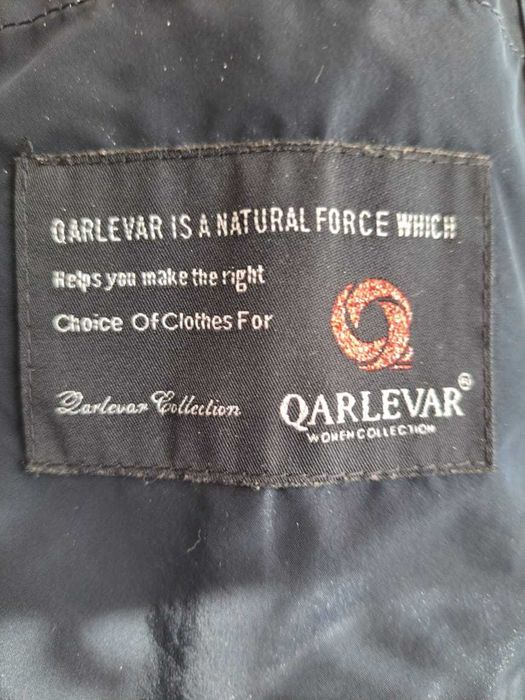 QARLEVAR IS A NATURAL FORCE WHICH
Helps you make the right
Choice Of Clothes For
Qarlevar Collection
QARLEVAR®
WOMEN COLLECTION